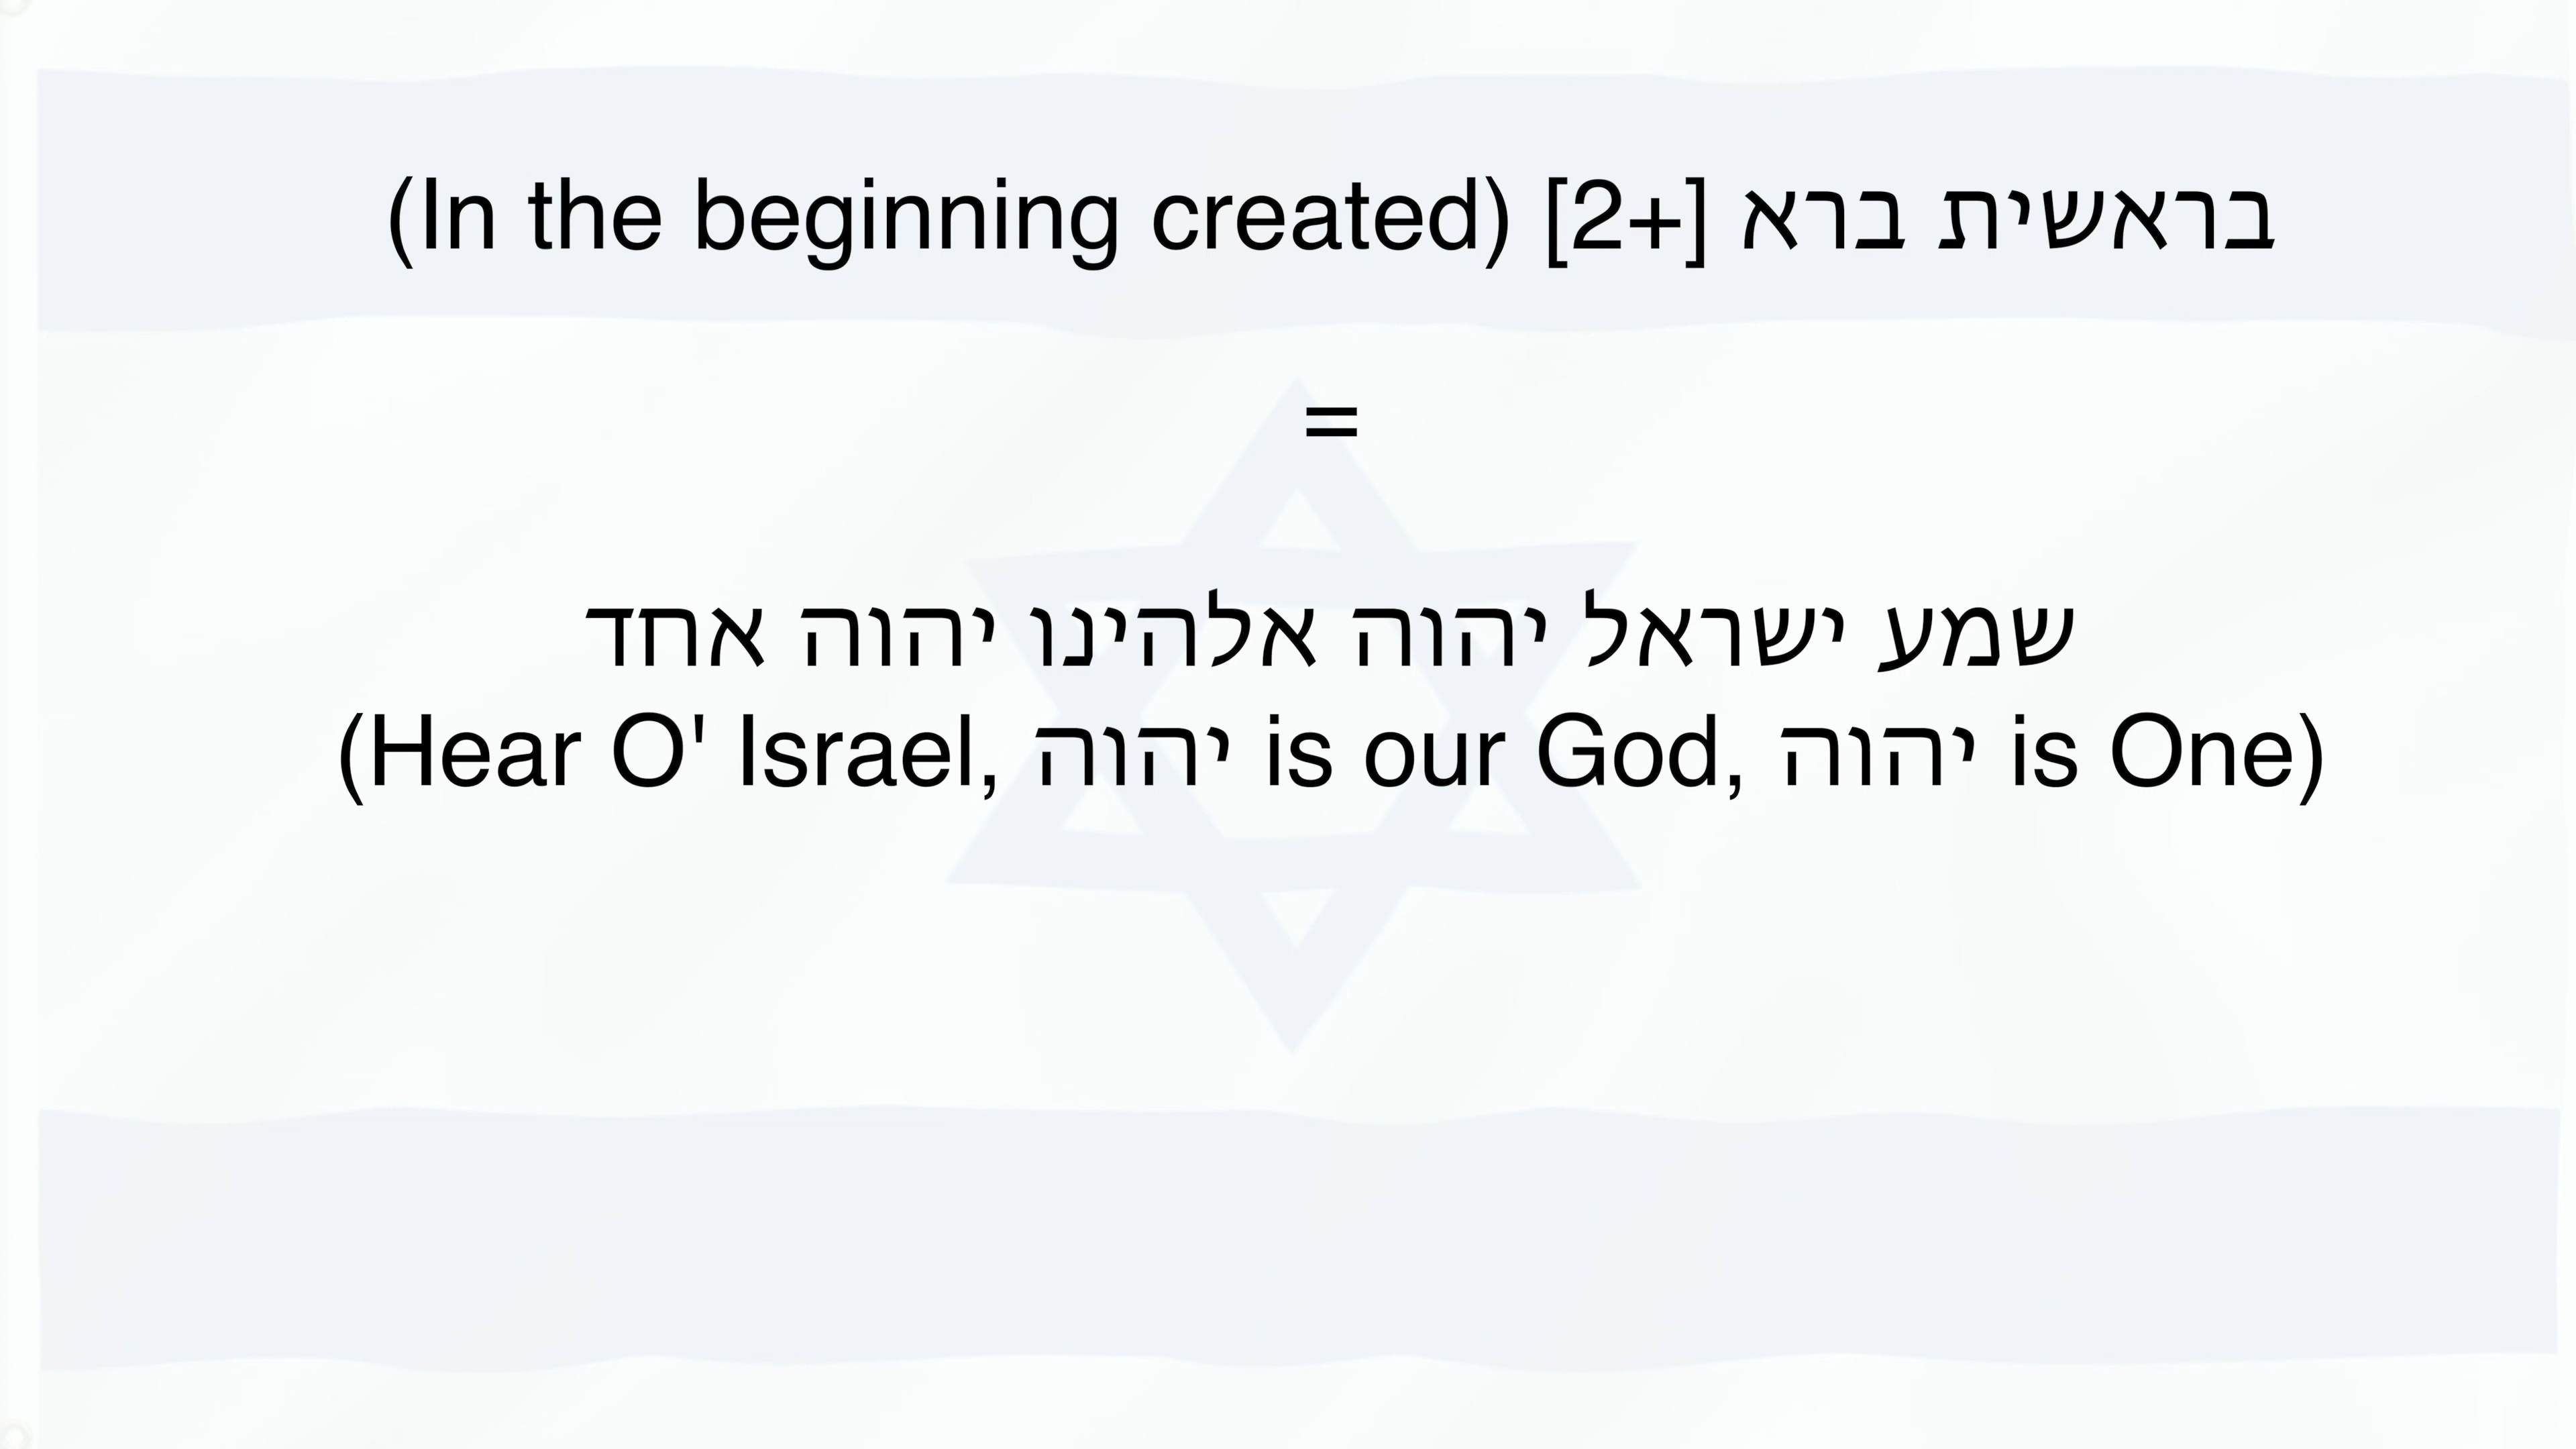 בראשית ברא [+2] (In the beginning created)
=
שמע ישראל יהוה אלהינו יהוה אחד
(Hear O' Israel, יהוה is our God, יהוה is One)